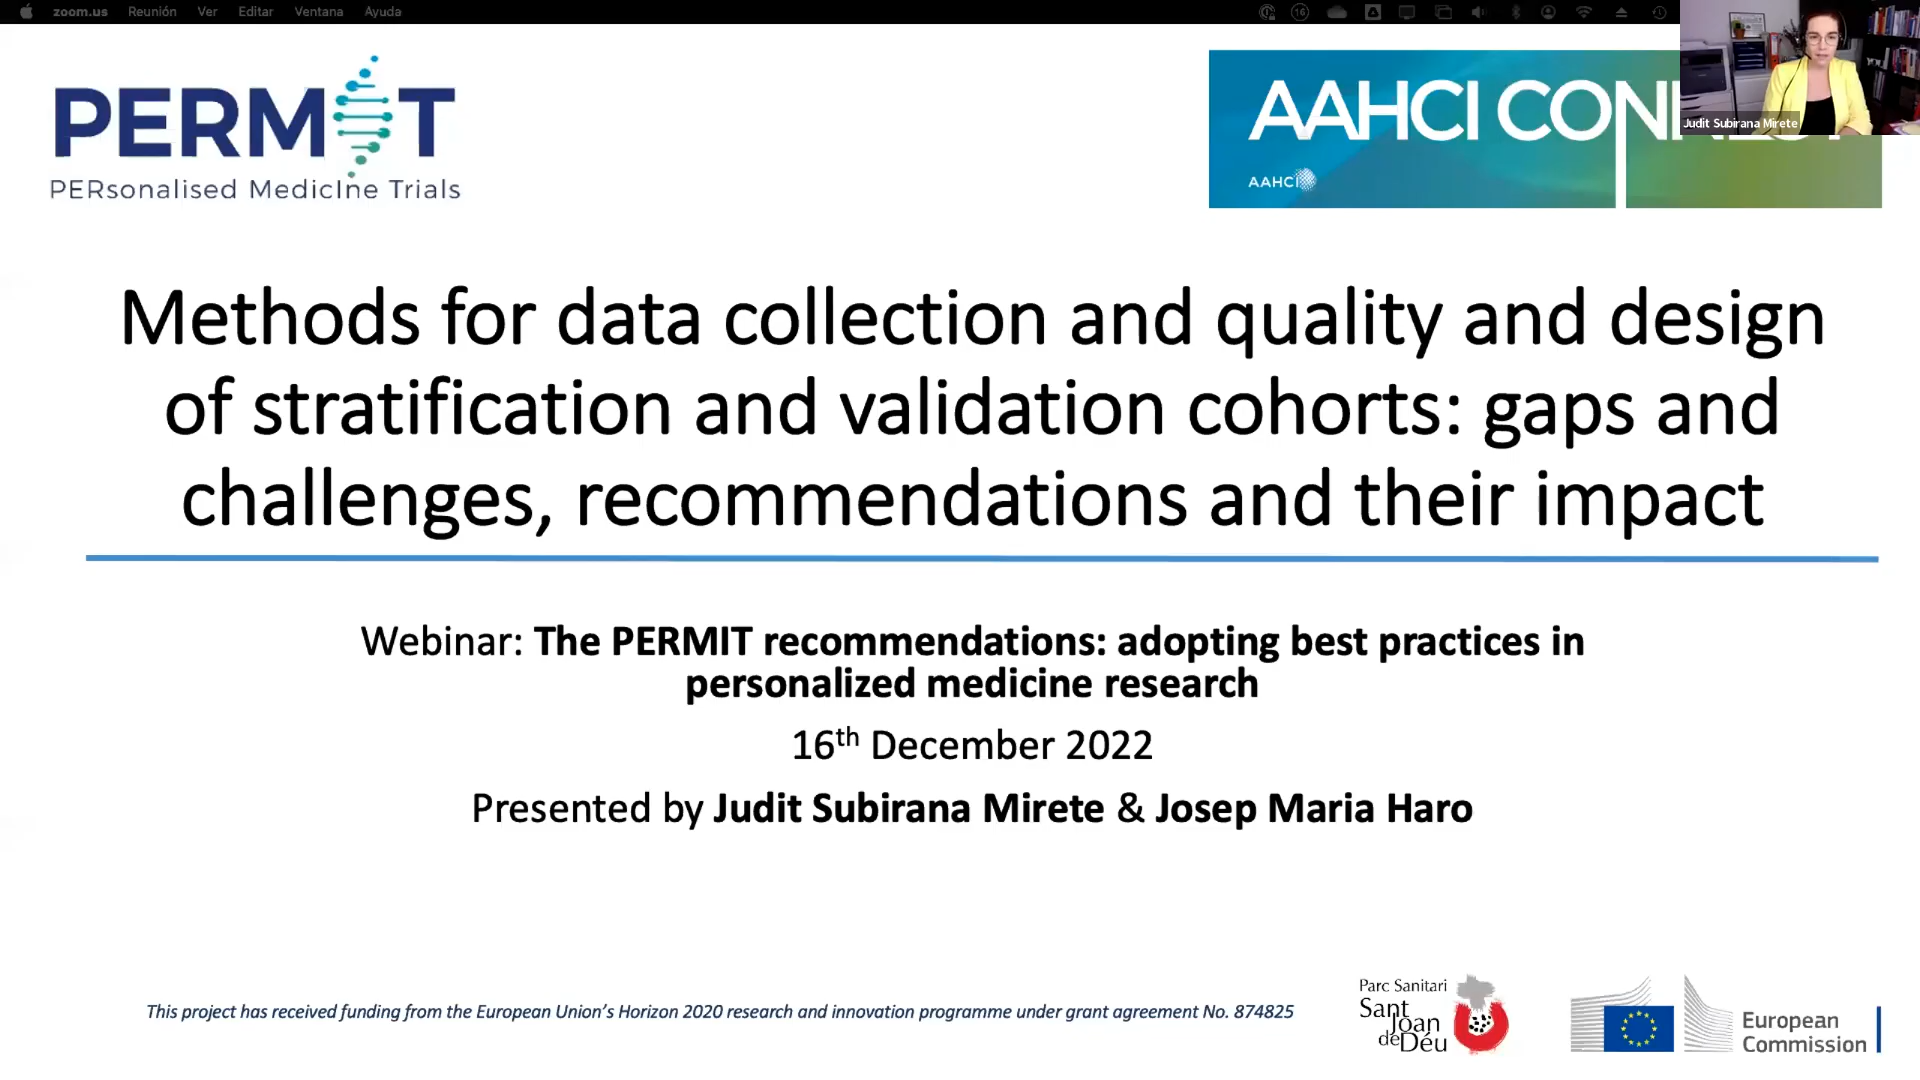 zoom.us Reunión Ver Editar Ventana Ayuda
16
PERMIT
PERsonalised MedicIne Trials
AAHCI CONNECT
AAHCI
Judit Subirana Mirete
Methods for data collection and quality and design
of stratification and validation cohorts: gaps and
challenges, recommendations and their impact
Webinar: The PERMIT recommendations: adopting best practices in
personalized medicine research
16th December 2022
Presented by Judit Subirana Mirete & Josep Maria Haro
This project has received funding from the European Union's Horizon 2020 research and innovation programme under grant agreement No. 874825
Parc Sanitari
Sant
Joan
de Déu
European
Commission